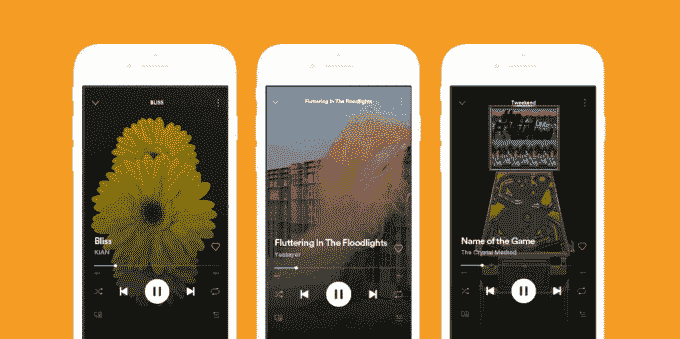 BLISS
Bliss
KIAN
Fluttering In The Floodlights
Fluttering In The Floodlights
Yeasayer
Tweekend
Name of the Game
The Crystal Method